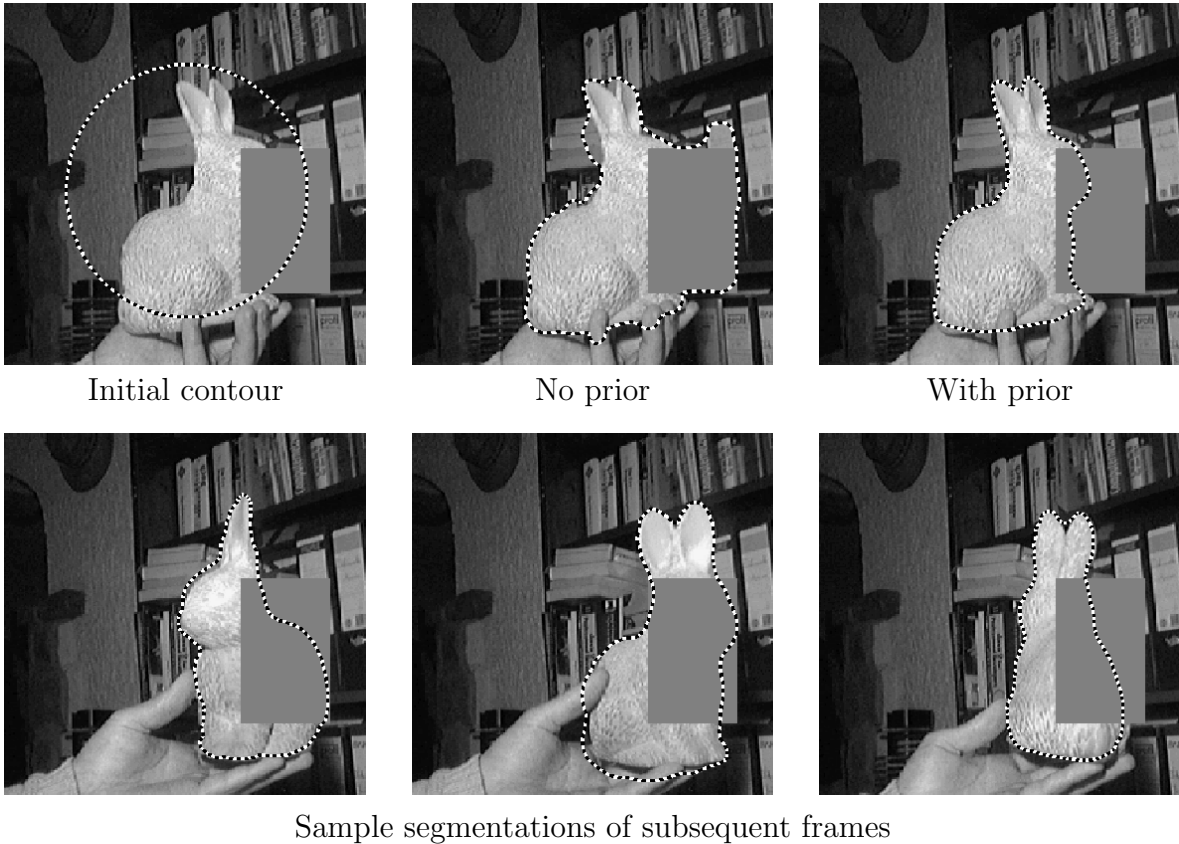 Initial contour
No prior
With prior
Sample segmentations of subsequent frames